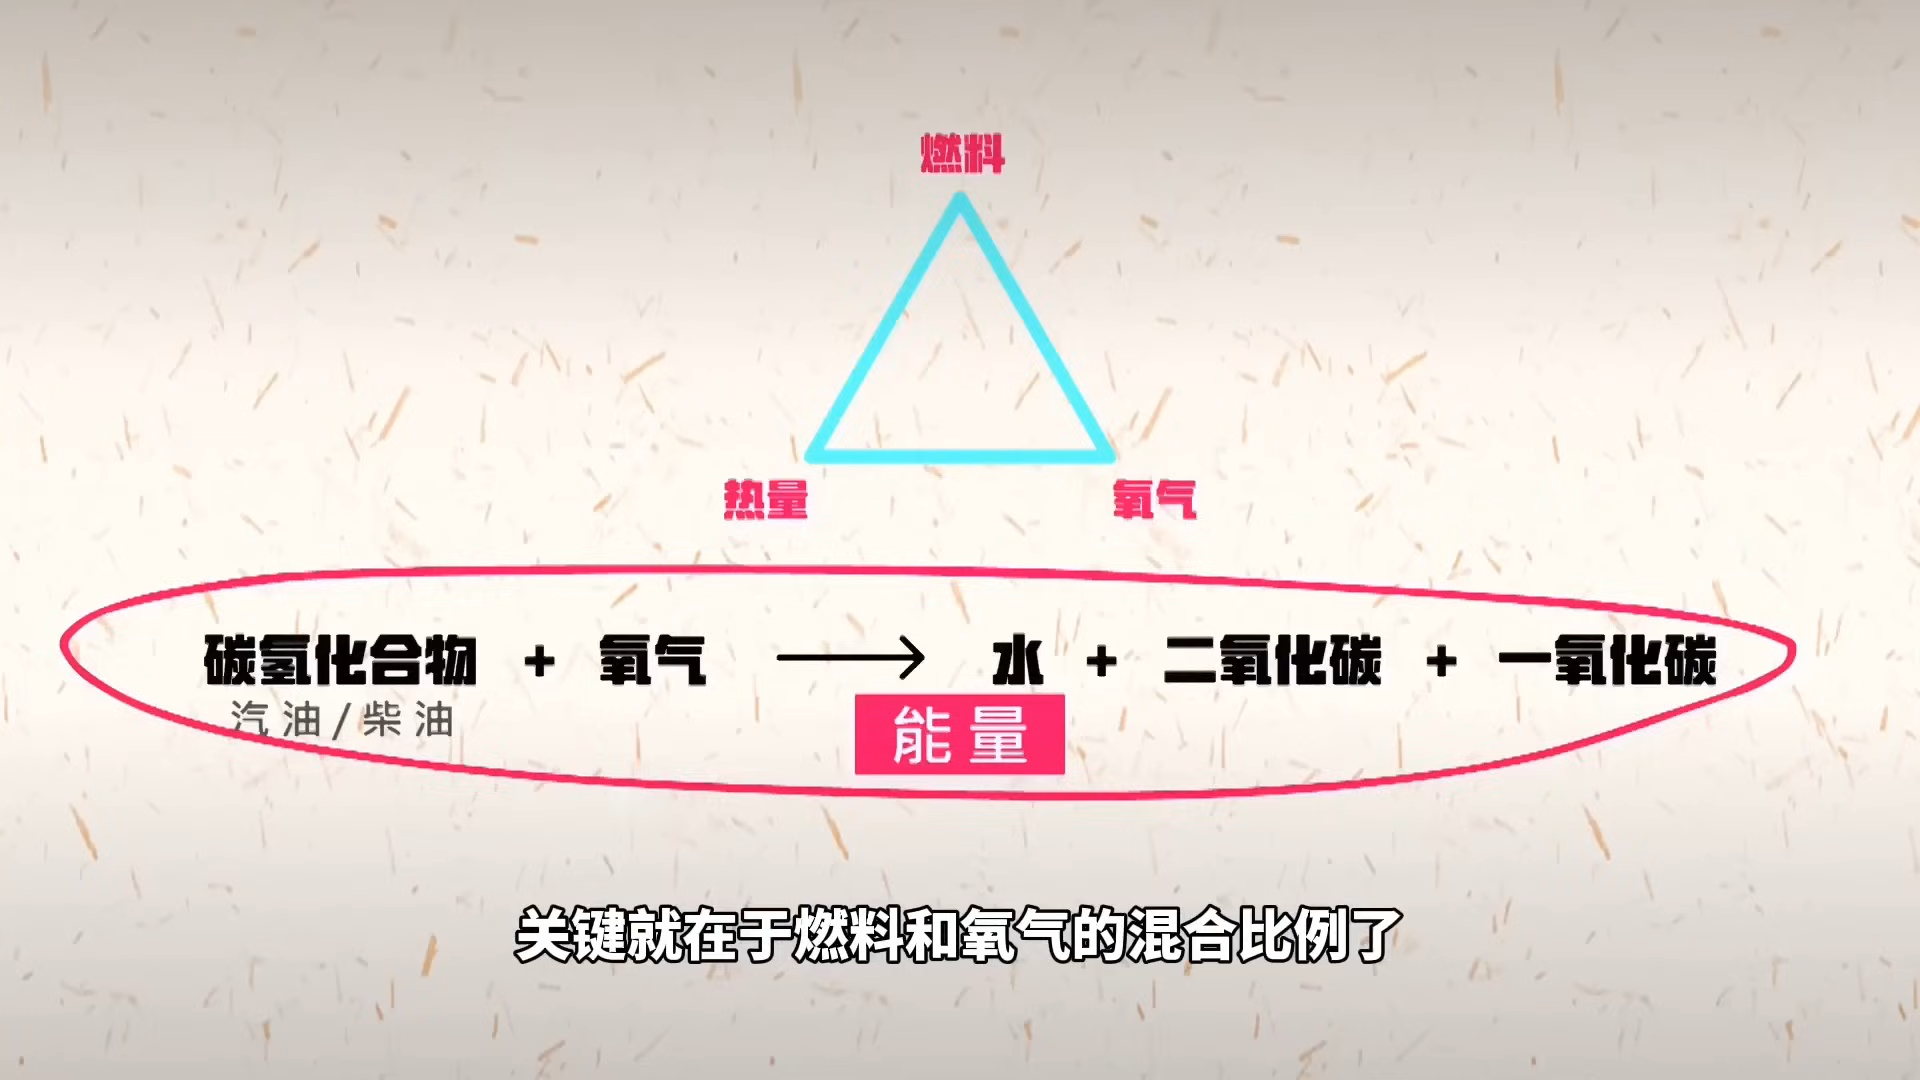 燃料
热量 氧气
碳氢化合物 + 氧气 → 水 + 二氧化碳 + 一氧化碳
汽油/柴油
能量
关键就在于燃料和氧气的混合比例了